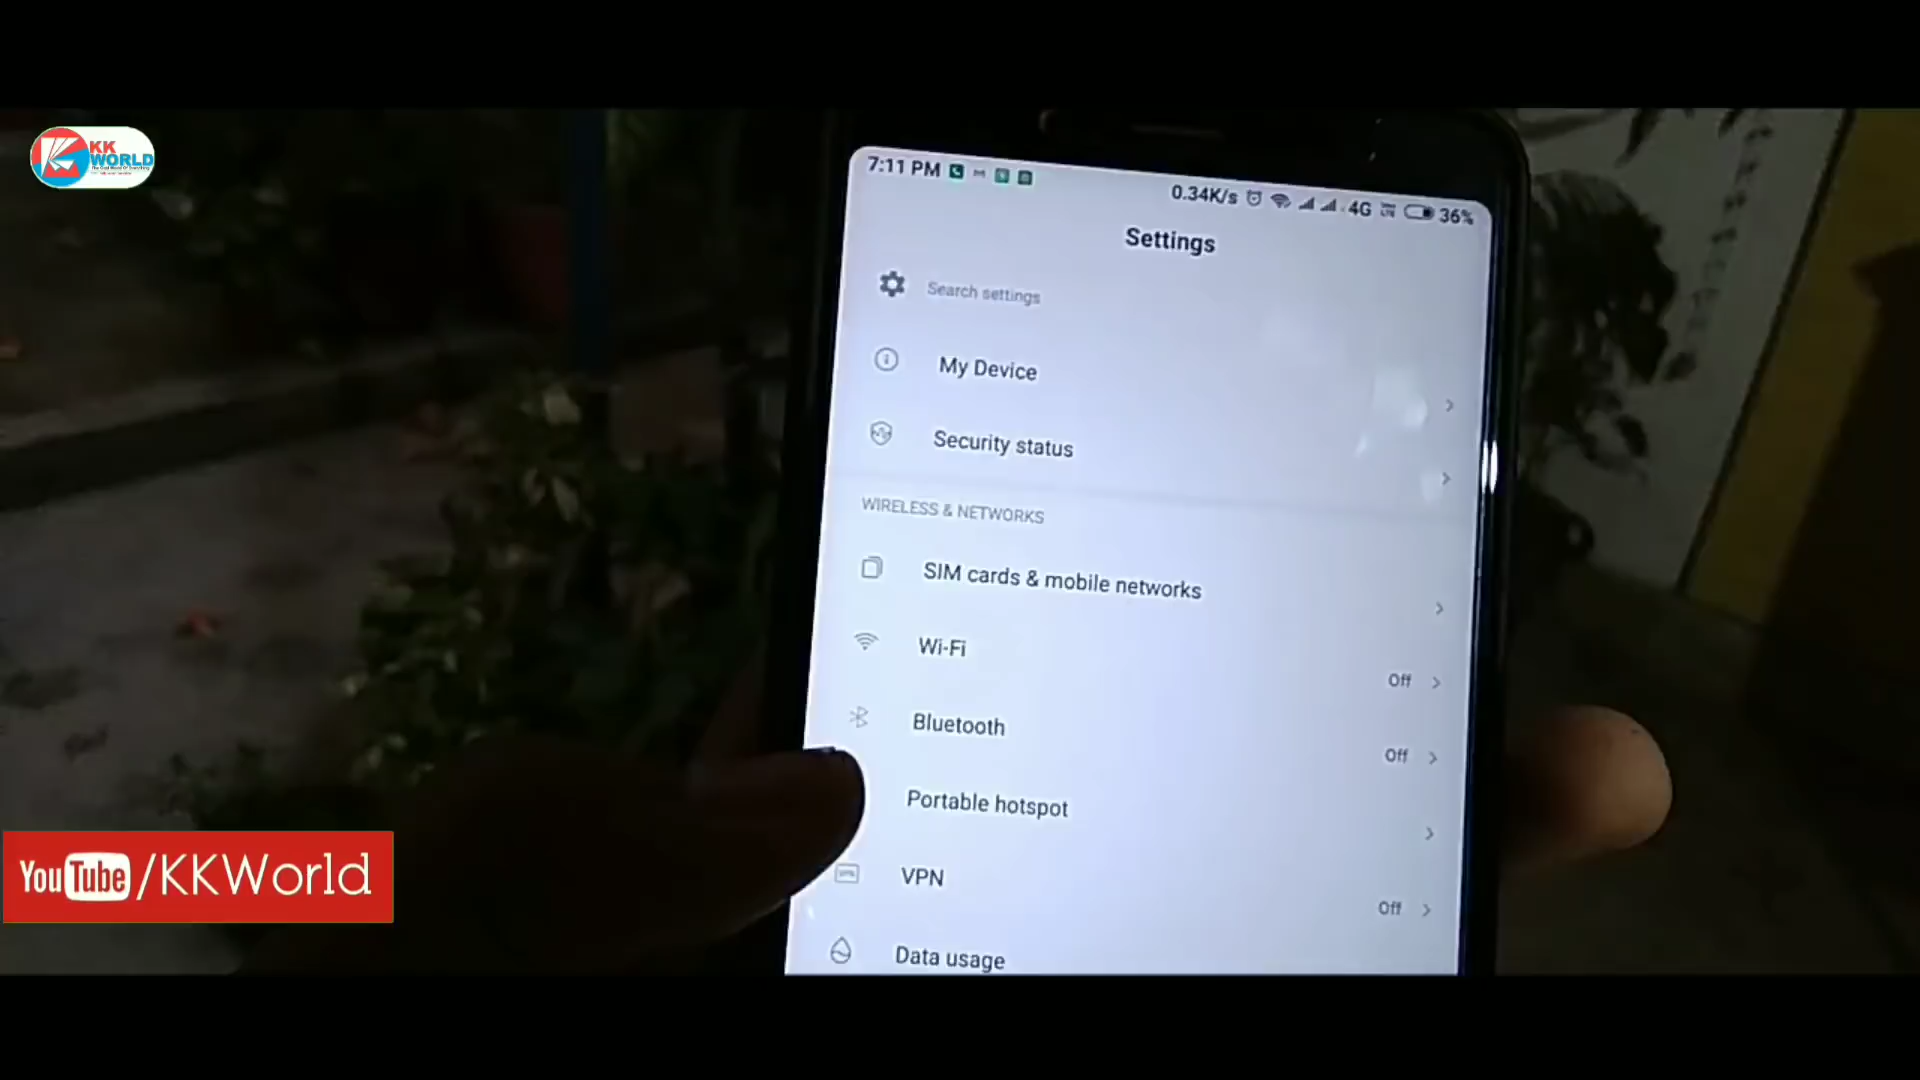 KK
WORLD
7:11 PM
0.34K/s 4G 36%
Settings
Search settings
My Device
Security status
WIRELESS & NETWORKS
SIM cards & mobile networks
Wi-Fi
Off
Bluetooth
Off
Portable hotspot
VPN
Off
Data usage
YouTube/KKWorld